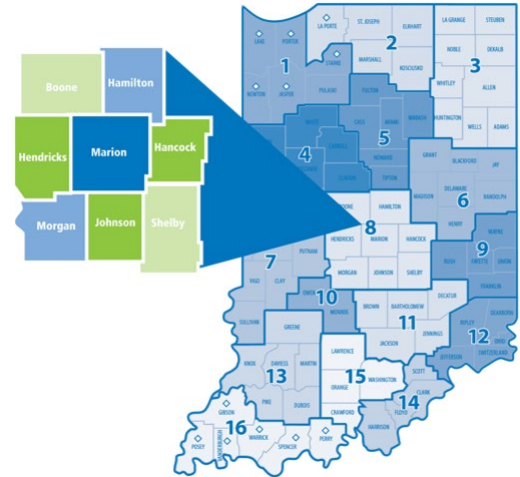 Boone
Hamilton
Hendricks
Marion
Hancock
Morgan
Johnson
Shelby
LAKE
PORTER
LA PORTE
ST. JOSEPH
ELKHART
LA GRANGE
STEUBEN
1
STARKE
2
MARSHALL
KOSCIUSKO
NOBLE
DEKALB
3
NEWTON
JASPER
PULASKI
FULTON
WHITLEY
ALLEN
HUNTINGTON
WELLS
ADAMS
WHITE
CASS
MIAMI
WABASH
4
CARROLL
5
HOWARD
CLINTON
TIPTON
GRANT
BLACKFORD
JAY
MADISON
DELAWARE
6
RANDOLPH
HENRY
HAMILTON
8
HENDRICKS
MARION
HANCOCK
MORGAN
JOHNSON
SHELBY
WAYNE
9
RUSH
FAYETTE
UNION
FRANKLIN
7
PUTNAM
VIGO
CLAY
SULLIVAN
10
OWEN
MONROE
BROWN
BARTHOLOMEW
DECATUR
11
JENNINGS
JACKSON
DEARBORN
RIPLEY
12
OHIO
SWITZERLAND
JEFFERSON
GREENE
KNOX
DAVIESS
MARTIN
13
PIKE
DUBOIS
LAWRENCE
15
ORANGE
WASHINGTON
CRAWFORD
SCOTT
CLARK
14
FLOYD
HARRISON
GIBSON
16
POSEY
VANDERBURGH
WARRICK
SPENCER
PERRY